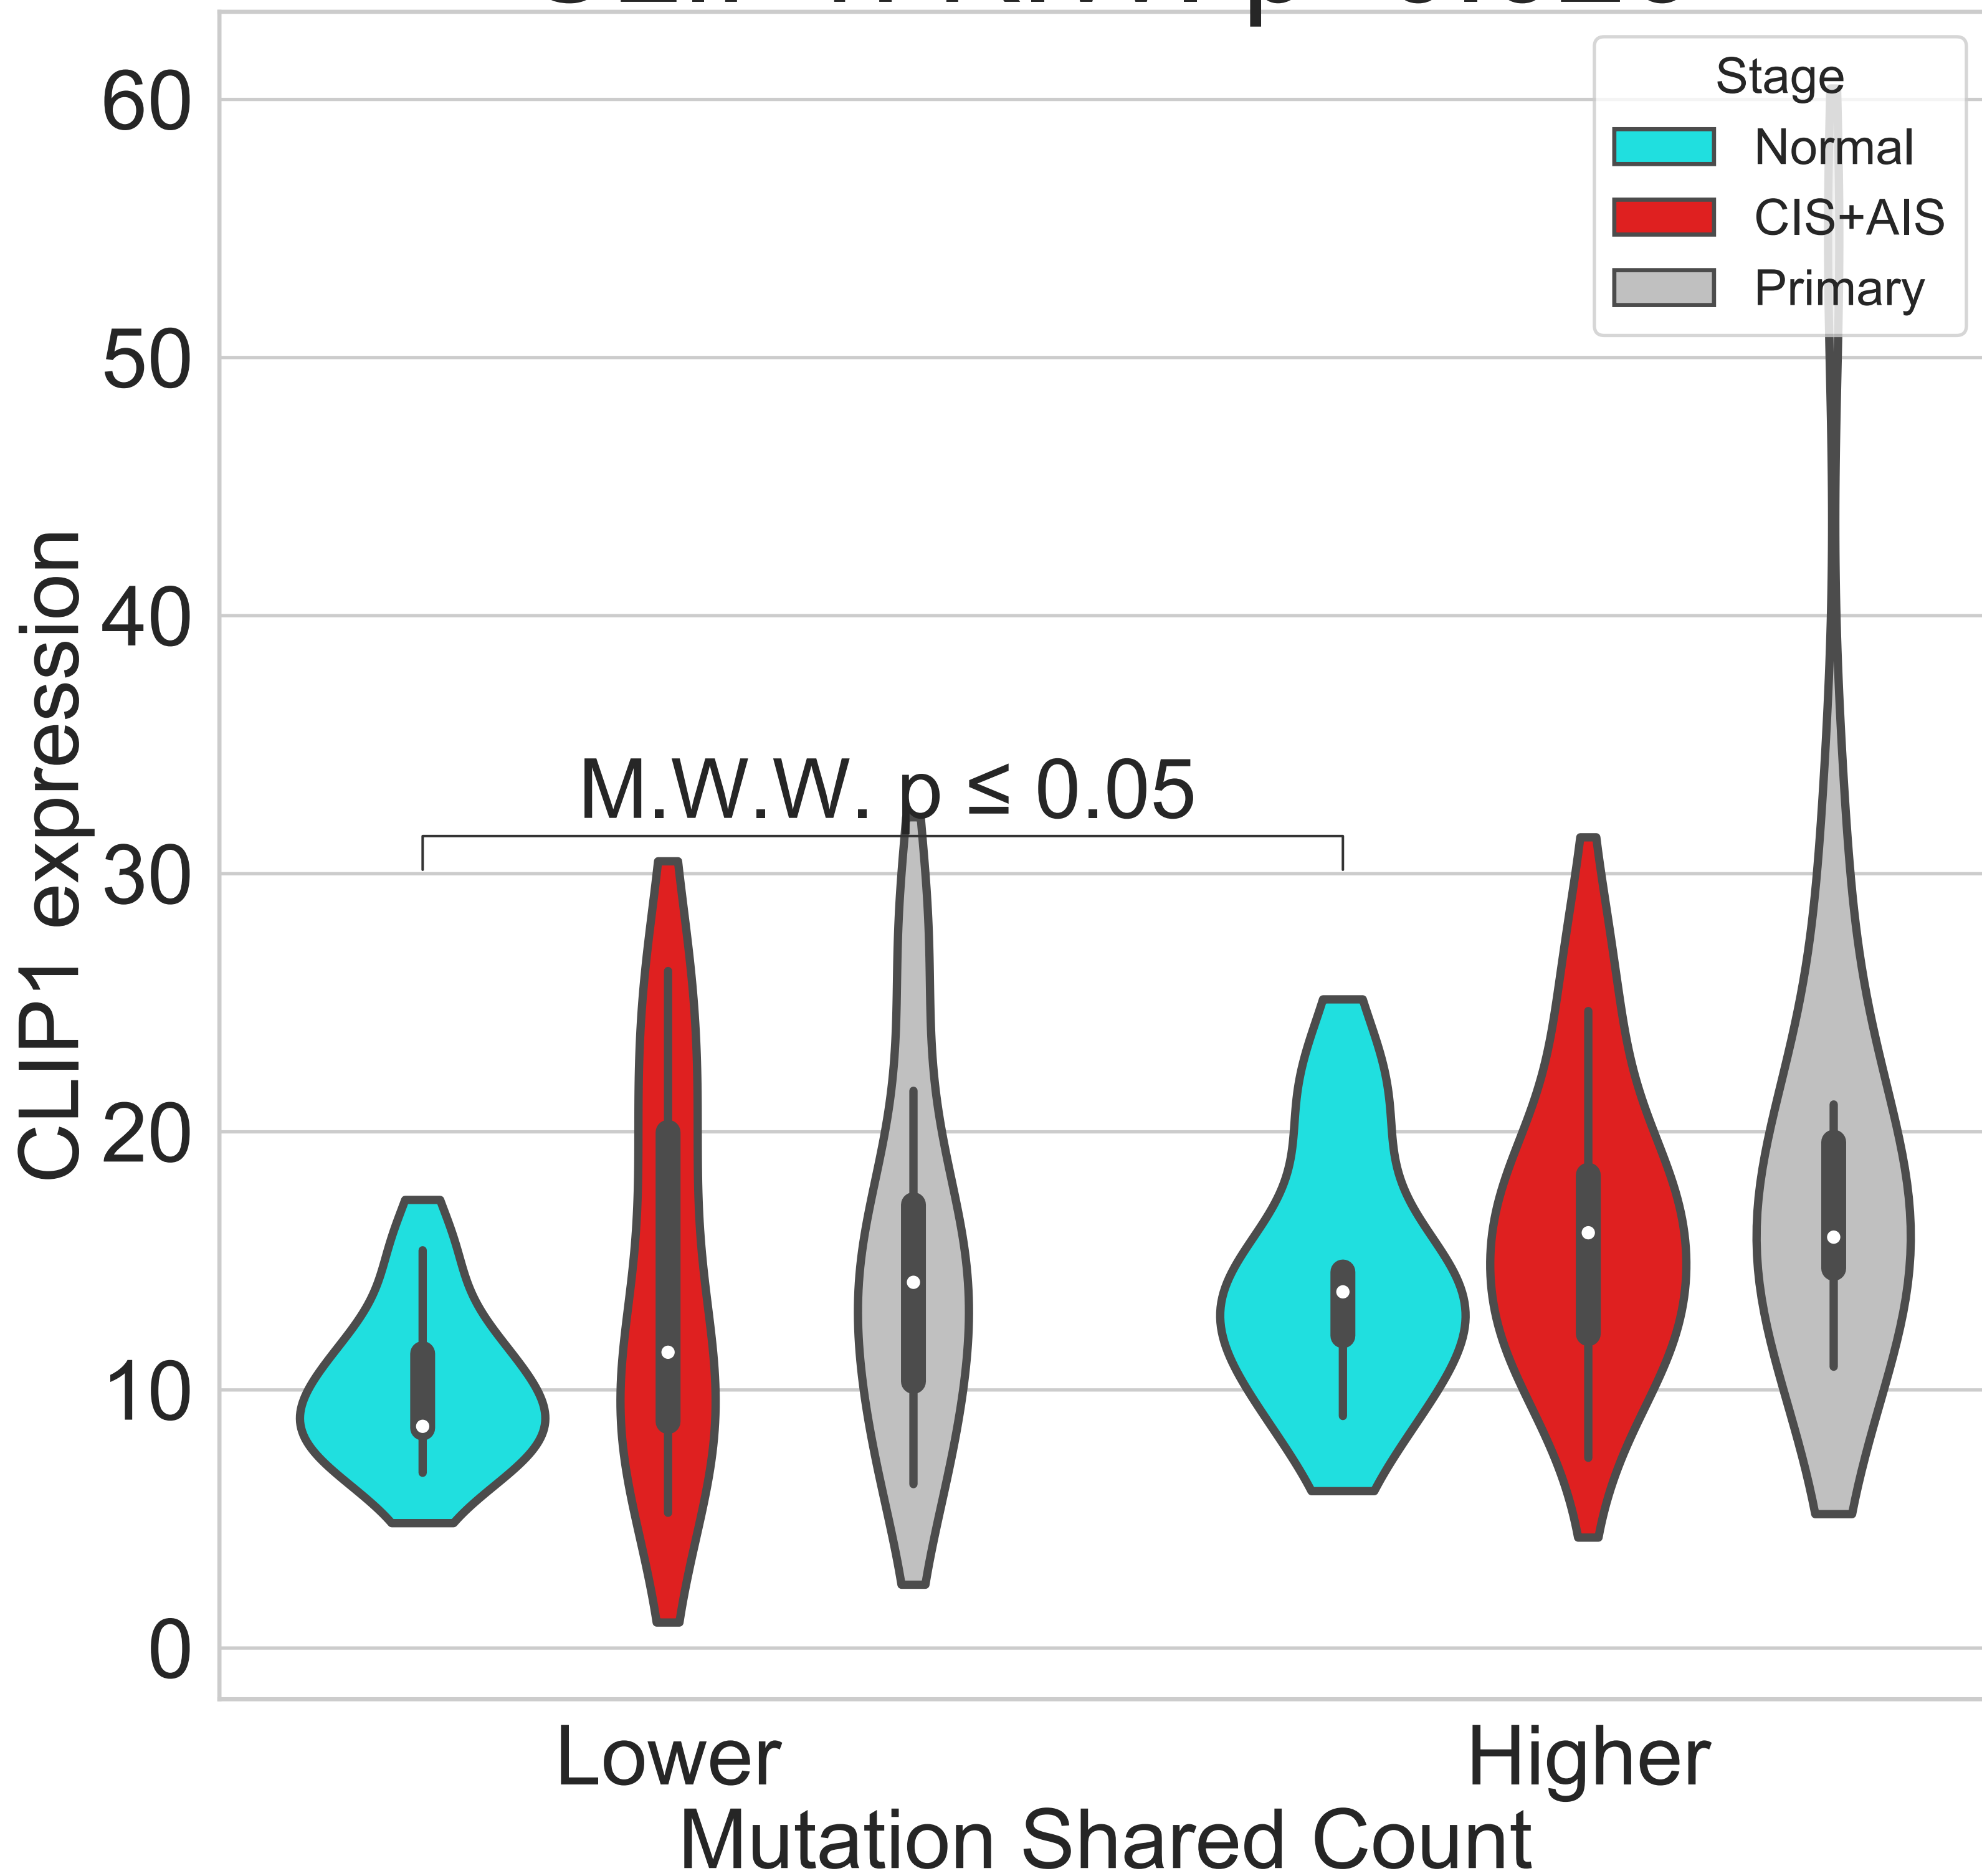 Stage
Normal
CIS+AIS
Primary
60
50
40
30
20
10
0
CLIP1 expression
M.W.W. p ≤ 0.05
Lower
Higher
Mutation Shared Count